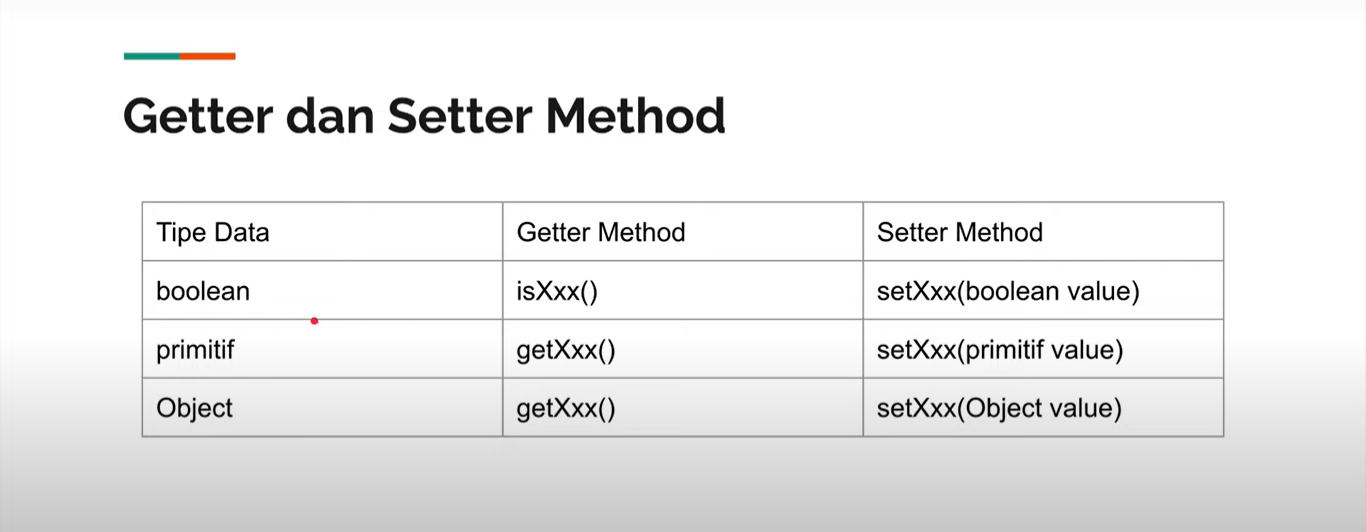 Getter dan Setter Method
Tipe Data Getter Method Setter Method
boolean isXxx() setXxx(boolean value)
primitif getXxx() setXxx(primitif value)
Object getXxx() setXxx(Object value)